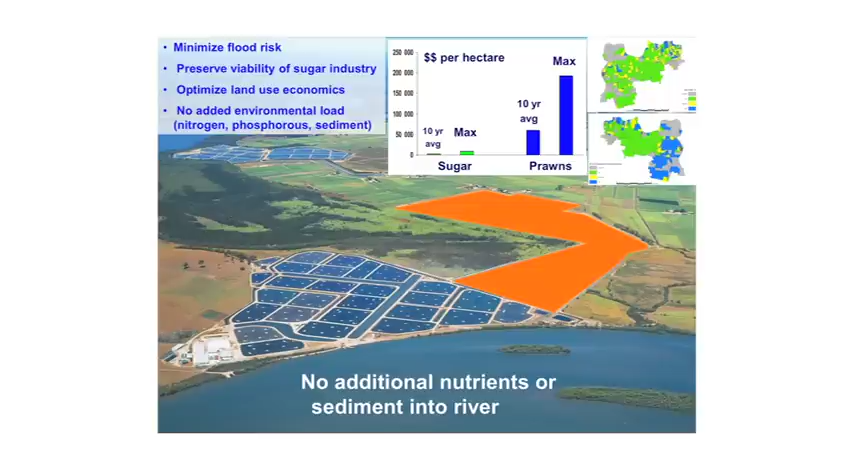 • Minimize flood risk
• Preserve viability of sugar industry
• Optimize land use economics
• No added environmental load
(nitrogen, phosphorous, sediment)
$$ per hectare
250 000
200 000
150 000
100 000
50 000
0
10 yr
avg
Max
10 yr
avg
Max
Sugar
Prawns
No additional nutrients or
sediment into river